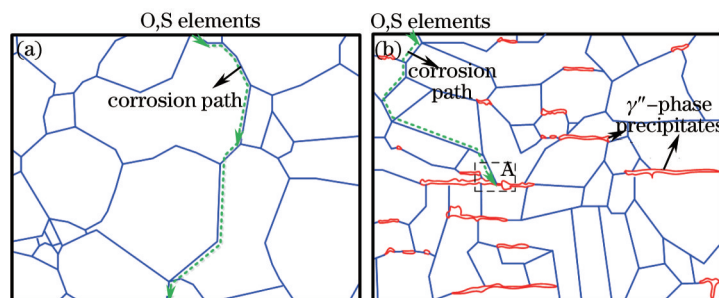 O,S elements
(a)
corrosion path
O,S elements
(b)
corrosion
path
γ″-phase
precipitates
A